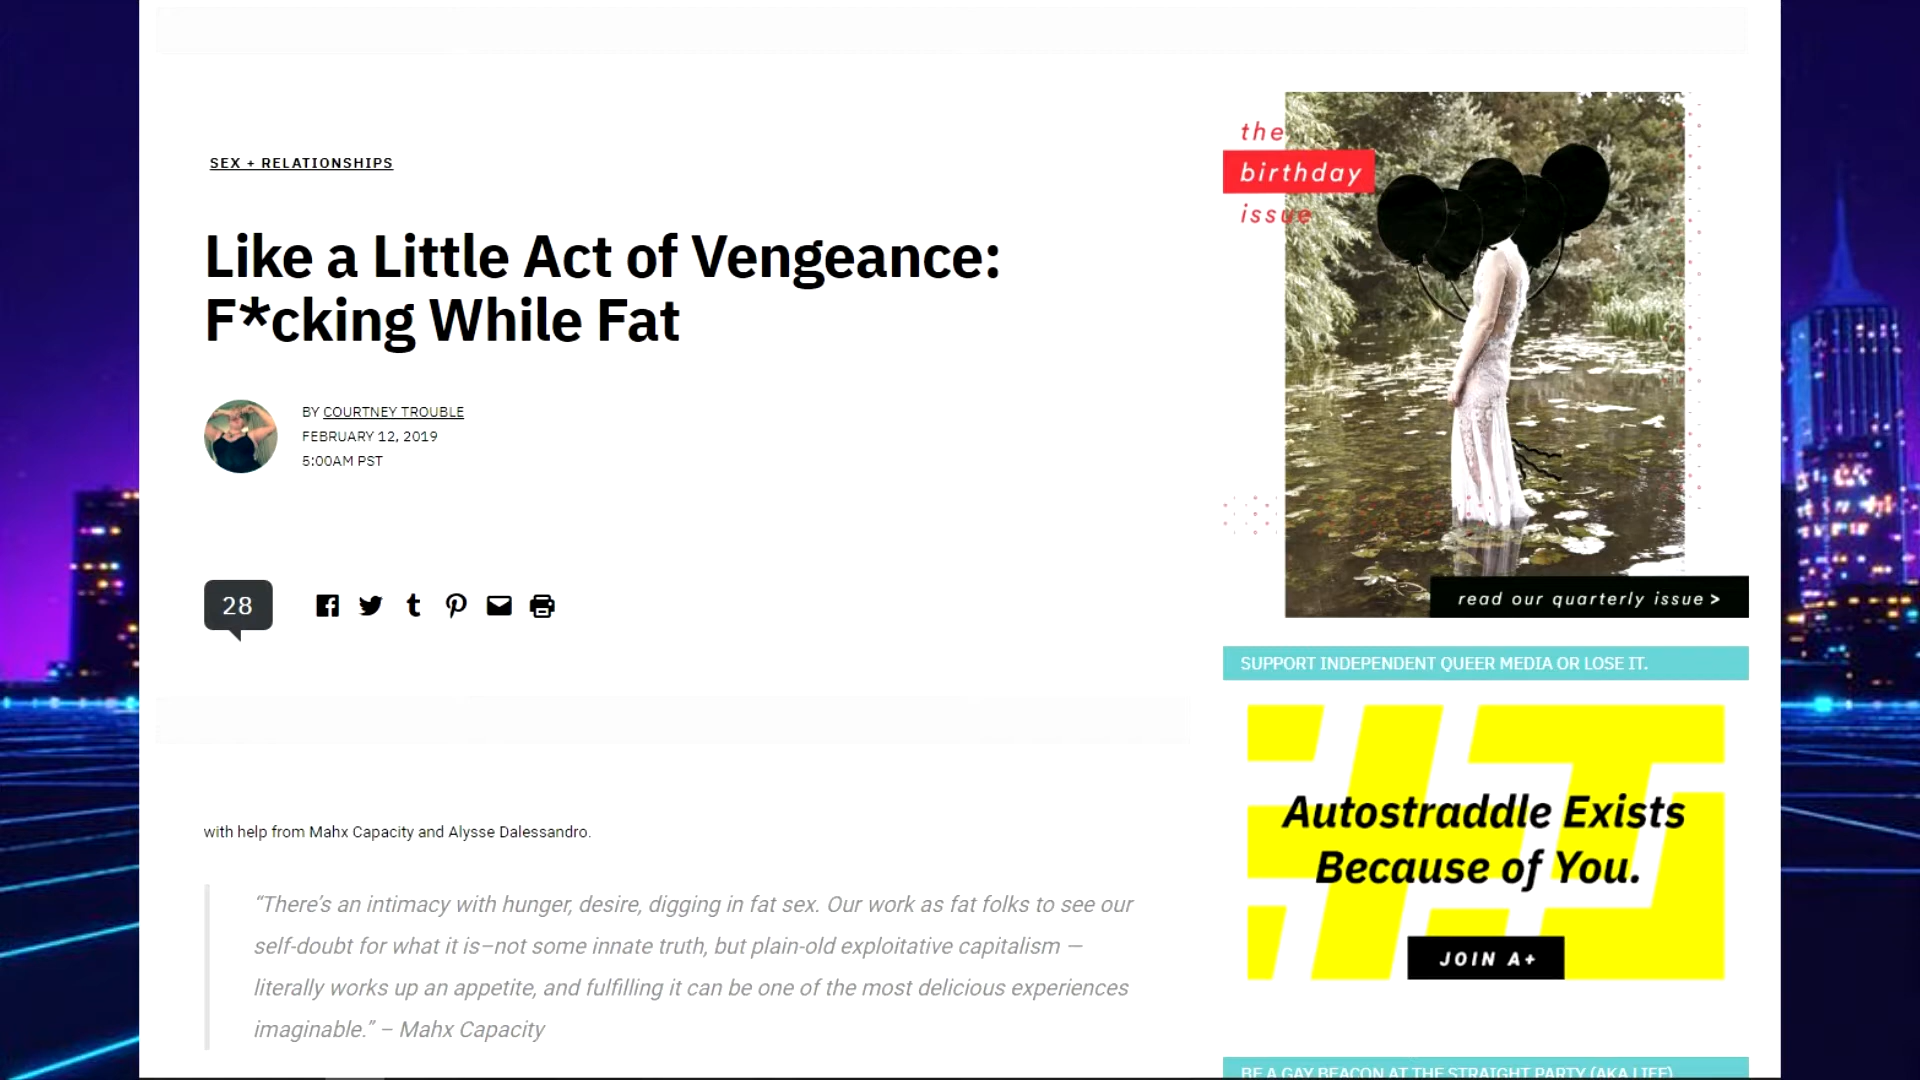 SEX + RELATIONSHIPS
Like a Little Act of Vengeance:
F*cking While Fat
BY COURTNEY TROUBLE
FEBRUARY 12, 2019
5:00AM PST
28
with help from Mahx Capacity and Alysse Dalessandro.
“There’s an intimacy with hunger, desire, digging in fat sex. Our work as fat folks to see our
self-doubt for what it is–not some innate truth, but plain-old exploitative capitalism —
literally works up an appetite, and fulfilling it can be one of the most delicious experiences
imaginable.” – Mahx Capacity
the
birthday
issue
read our quarterly issue >
SUPPORT INDEPENDENT QUEER MEDIA OR LOSE IT.
Autostraddle Exists
Because of You.
JOIN A+
BE A GAY BEACON AT THE STRAIGHT PARTY (AKA LIFE)